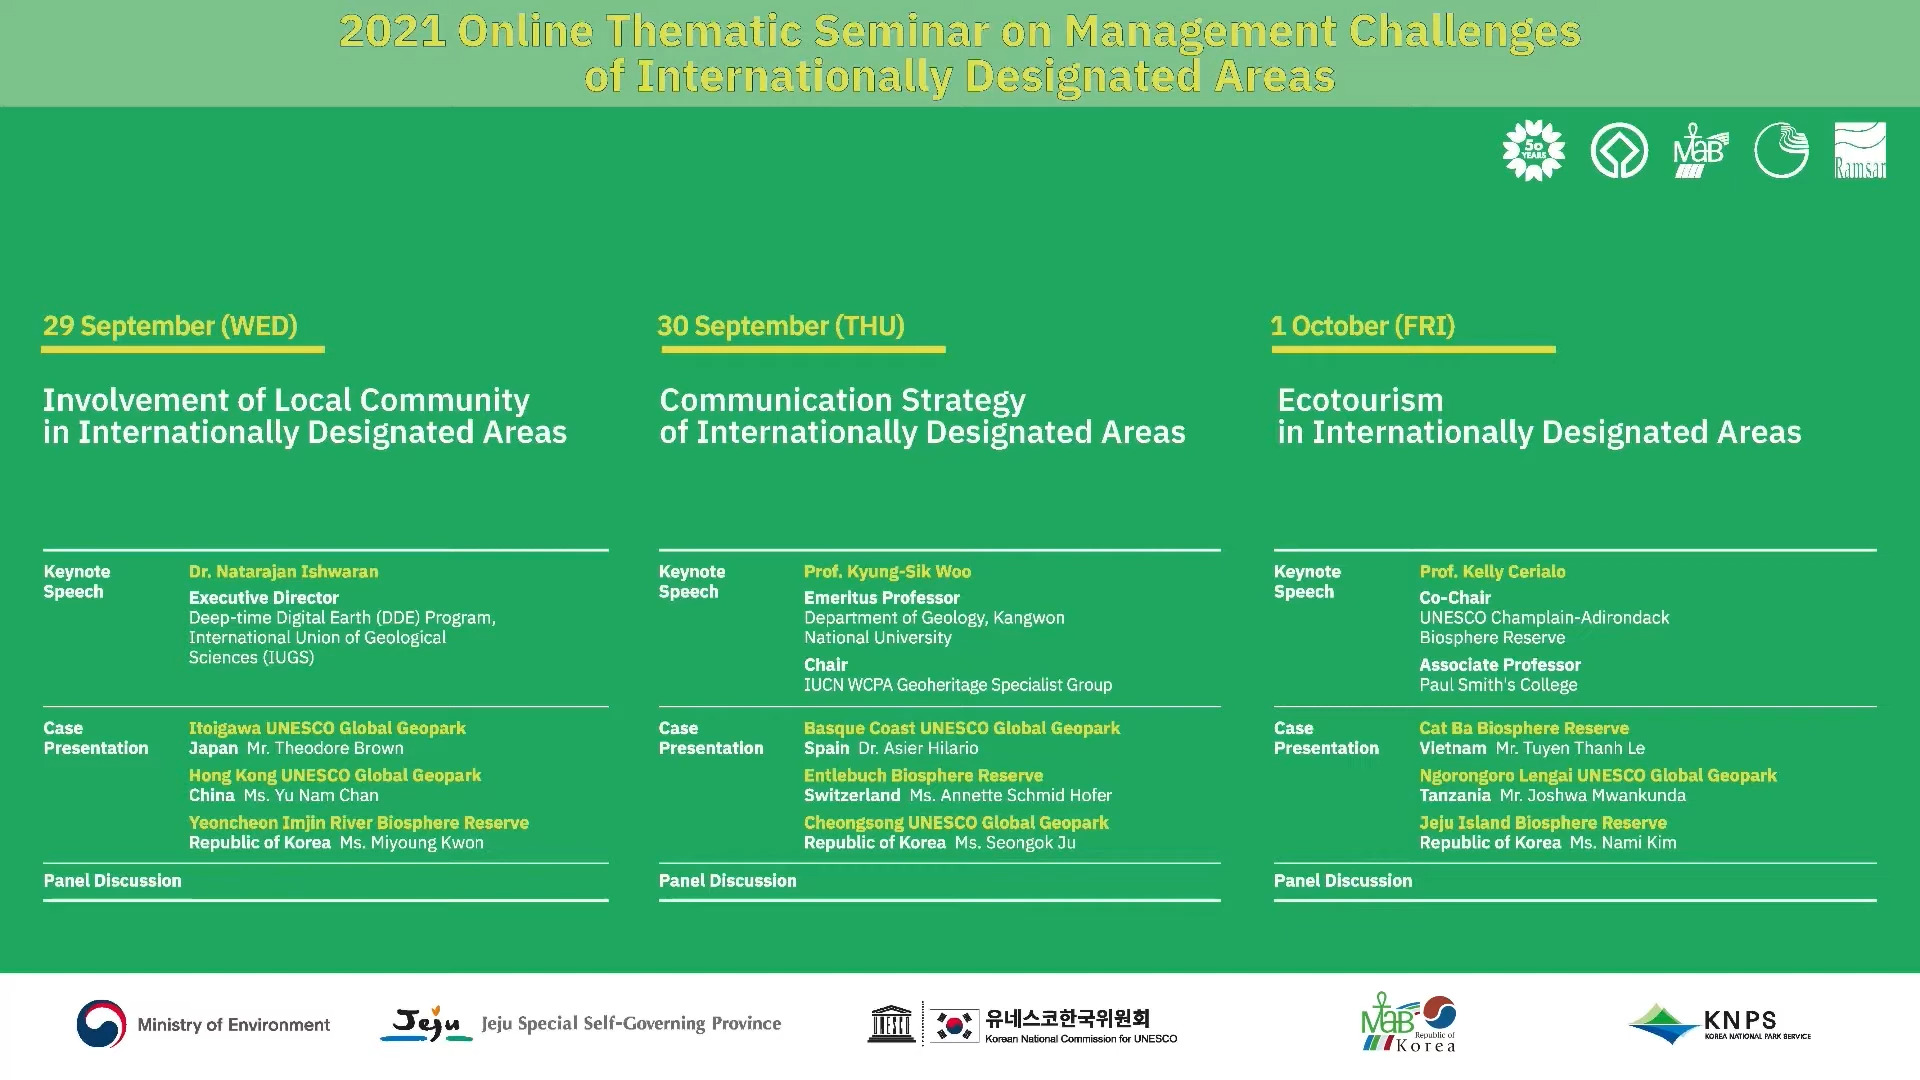 2021 Online Thematic Seminar on Management Challenges
of Internationally Designated Areas
50
YEARS
MaB
Ramsar
29 September (WED)
Involvement of Local Community
in Internationally Designated Areas
Keynote
Speech
Dr. Natarajan Ishwaran
Executive Director
Deep-time Digital Earth (DDE) Program,
International Union of Geological
Sciences (IUGS)
Case
Presentation
Itoigawa UNESCO Global Geopark
Japan Mr. Theodore Brown
Hong Kong UNESCO Global Geopark
China Ms. Yu Nam Chan
Yeoncheon Imjin River Biosphere Reserve
Republic of Korea Ms. Miyoung Kwon
Panel Discussion
30 September (THU)
Communication Strategy
of Internationally Designated Areas
Keynote
Speech
Prof. Kyung-Sik Woo
Emeritus Professor
Department of Geology, Kangwon
National University
Chair
IUCN WCPA Geoheritage Specialist Group
Case
Presentation
Basque Coast UNESCO Global Geopark
Spain Dr. Asier Hilario
Entlebuch Biosphere Reserve
Switzerland Ms. Annette Schmid Hofer
Cheongsong UNESCO Global Geopark
Republic of Korea Ms. Seongok Ju
Panel Discussion
1 October (FRI)
Ecotourism
in Internationally Designated Areas
Keynote
Speech
Prof. Kelly Cerialo
Co-Chair
UNESCO Champlain-Adirondack
Biosphere Reserve
Associate Professor
Paul Smith's College
Case
Presentation
Cat Ba Biosphere Reserve
Vietnam Mr. Tuyen Thanh Le
Ngorongoro Lengai UNESCO Global Geopark
Tanzania Mr. Joshwa Mwankunda
Jeju Island Biosphere Reserve
Republic of Korea Ms. Nami Kim
Panel Discussion
Ministry of Environment
Jeju
Jeju Special Self-Governing Province
UNESCO
유네스코한국위원회
Korean National Commission for UNESCO
MaB
Republic of
Korea
KNPS
KOREA NATIONAL PARK SERVICE